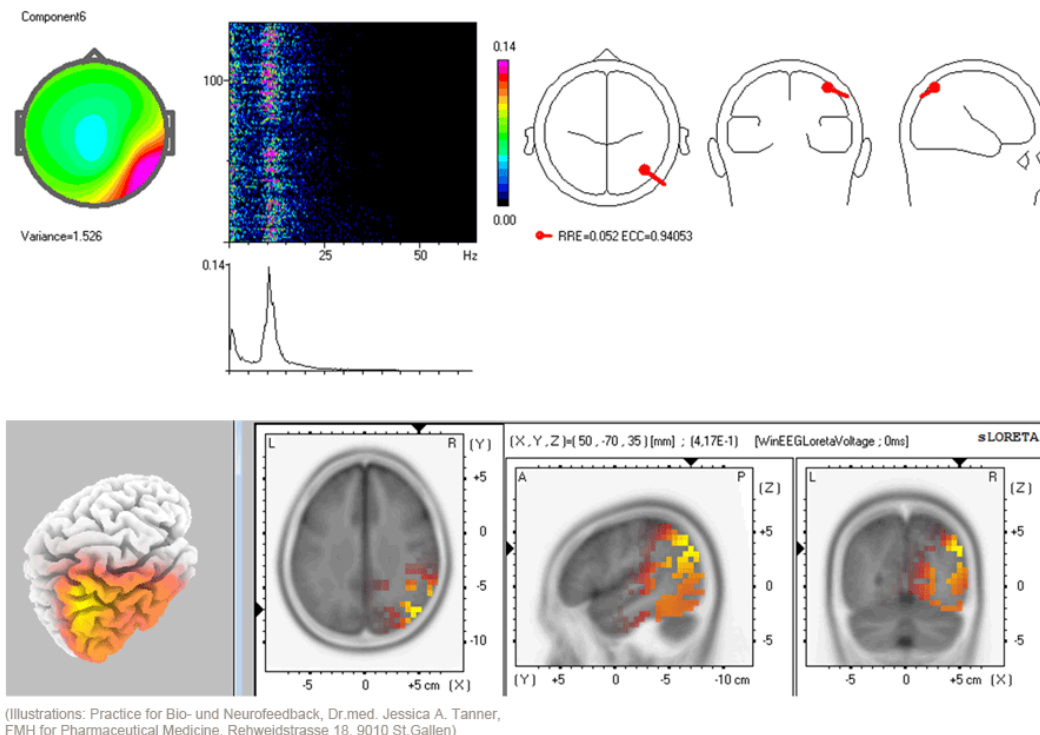 Component6
100
25 50 Hz
0.14
0.00
Variance=1.526
RRE=0.052 ECC=0.94053
0.14
L R (Y)
(X, Y, Z)=( 50 , -70 , 35 ) [mm] ; (4,17E-1) [WinEEGLoretaVoltage ; 0ms] sLORETA
A P (Z)
L R (Z)
+5
0
-5
-10
+5
0
-5
+5
0
-5
-5 0 +5 cm (X)
(Y) +5 0 -5 -10 cm
-5 0 +5 cm (X)
(Illustrations: Practice for Bio- und Neurofeedback, Dr.med. Jessica A. Tanner,
FMH for Pharmaceutical Medicine, Rehweidstrasse 18, 9010 St.Gallen)